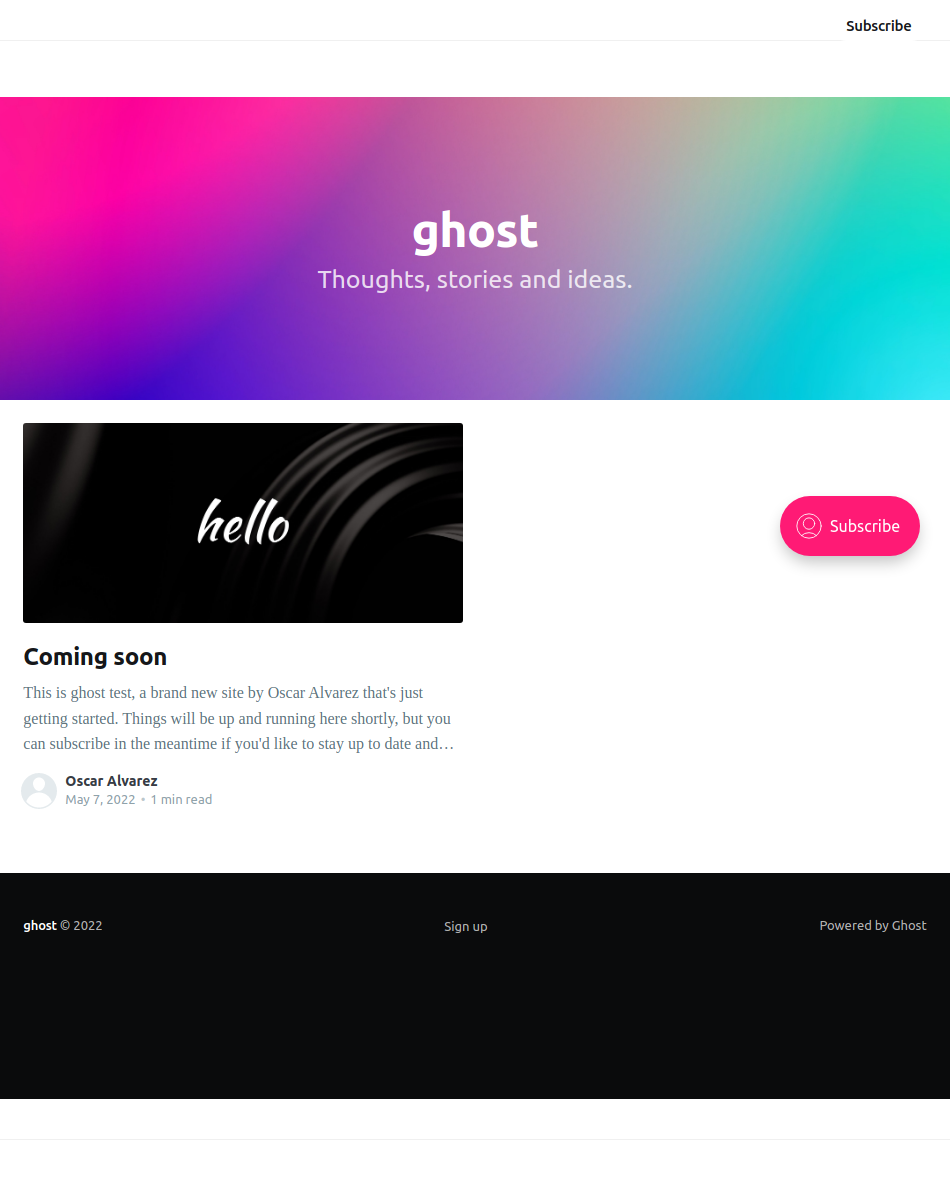 Subscribe
ghost
Thoughts, stories and ideas.
hello
Subscribe
Coming soon
This is ghost test, a brand new site by Oscar Alvarez that's just
getting started. Things will be up and running here shortly, but you
can subscribe in the meantime if you'd like to stay up to date and…
Oscar Alvarez
May 7, 2022 • 1 min read
ghost © 2022
Sign up
Powered by Ghost